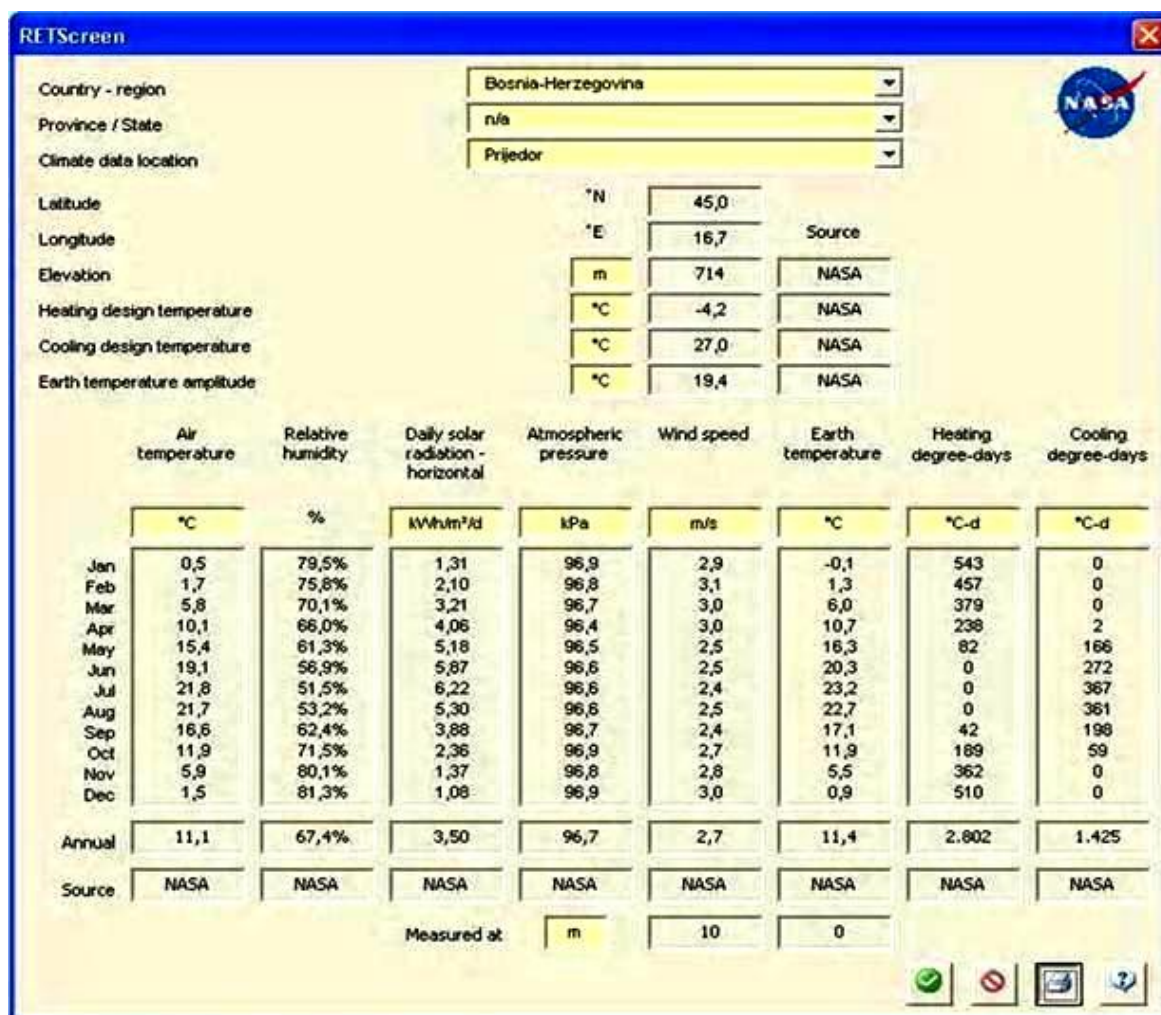 RETScreen
Country - region Bosnia-Herzegovina
NASA
Province / State n/a
Climate data location Prijedor
Latitude °N 45,0
Longitude °E 16,7 Source
Elevation m 714 NASA
Heating design temperature °C -4,2 NASA
Cooling design temperature °C 27,0 NASA
Earth temperature amplitude °C 19,4 NASA
Air temperature Relative humidity Daily solar radiation - horizontal Atmospheric pressure Wind speed Earth temperature Heating degree-days Cooling degree-days
°C % kWh/m²/d kPa m/s °C °C-d °C-d
Jan 0,5 79,5% 1,31 96,9 2,9 -0,1 543 0
Feb 1,7 75,8% 2,10 96,8 3,1 1,3 457 0
Mar 5,8 70,1% 3,21 96,7 3,0 6,0 379 0
Apr 10,1 66,0% 4,06 96,4 3,0 10,7 238 2
May 15,4 61,3% 5,18 96,5 2,5 16,3 82 166
Jun 19,1 56,9% 5,87 96,6 2,5 20,3 0 272
Jul 21,8 51,5% 6,22 96,6 2,4 23,2 0 367
Aug 21,7 53,2% 5,30 96,6 2,5 22,7 0 361
Sep 16,6 62,4% 3,88 96,7 2,4 17,1 42 198
Oct 11,9 71,5% 2,36 96,9 2,7 11,9 189 59
Nov 5,9 80,1% 1,37 96,8 2,8 5,5 362 0
Dec 1,5 81,3% 1,08 96,9 3,0 0,9 510 0
Annual 11,1 67,4% 3,50 96,7 2,7 11,4 2.802 1.425
Source NASA NASA NASA NASA NASA NASA NASA NASA
Measured at m 10 0